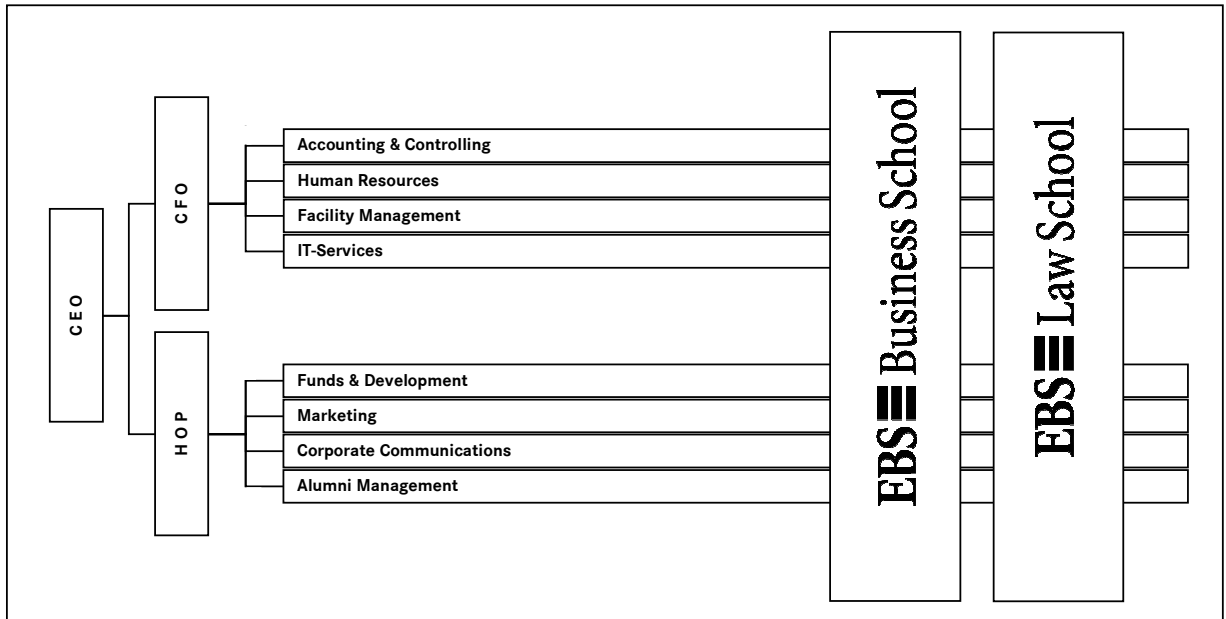 CEO
CFO
Accounting & Controlling
Human Resources
Facility Management
IT-Services
HOP
Funds & Development
Marketing
Corporate Communications
Alumni Management
EBS Business School
EBS Law School